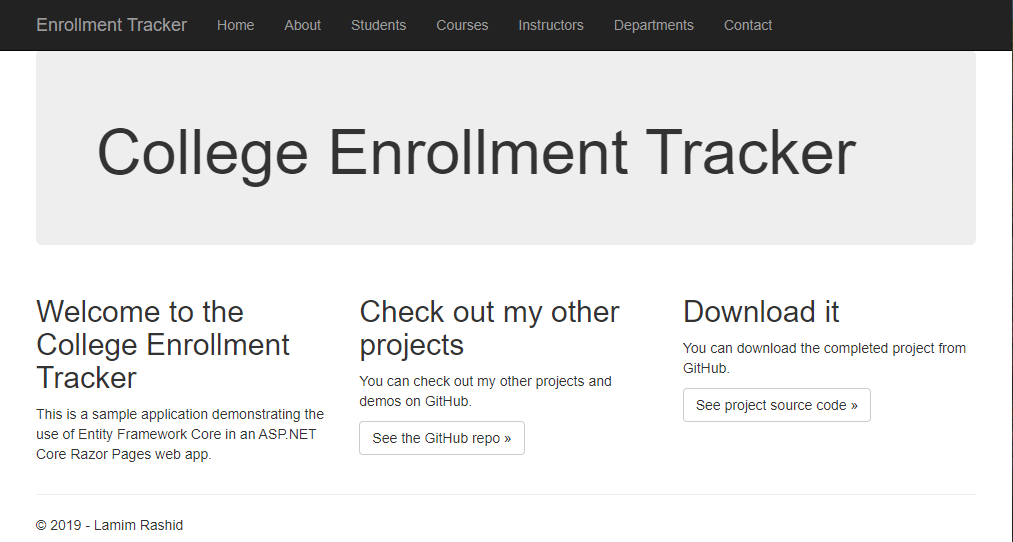 Enrollment Tracker Home About Students Courses Instructors Departments Contact
College Enrollment Tracker
Welcome to the
College Enrollment
Tracker
This is a sample application demonstrating the
use of Entity Framework Core in an ASP.NET
Core Razor Pages web app.
Check out my other
projects
You can check out my other projects and
demos on GitHub.
See the GitHub repo »
Download it
You can download the completed project from
GitHub.
See project source code »
© 2019 - Lamim Rashid